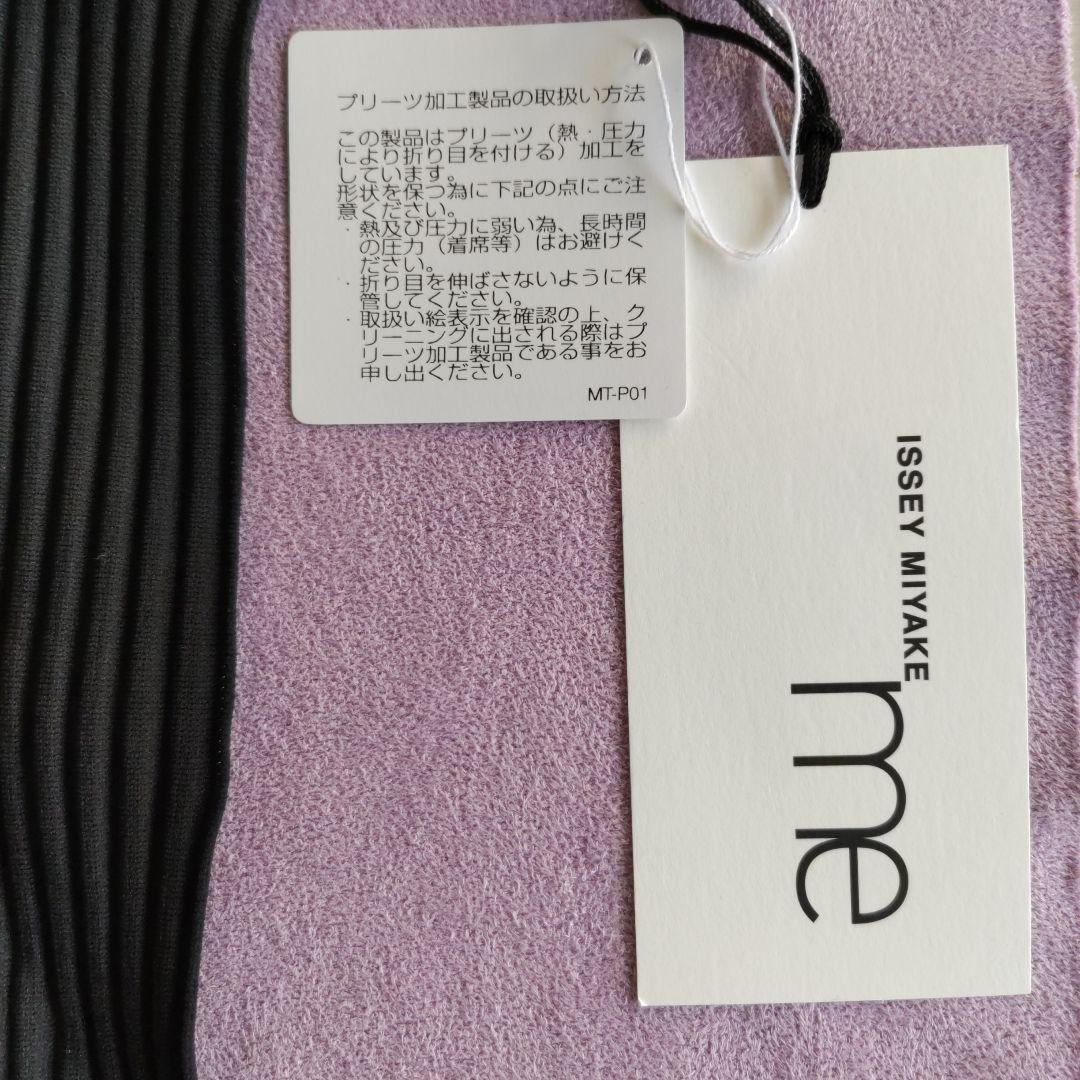 プリーツ加工製品の取扱い方法
この製品はプリーツ（熱・圧力
により折り目を付ける）加工を
しています。
形状を保つ為に下記の点にご注
意ください。
・熱及び圧力に弱い為、長時間
の圧力（着席等）はお避けく
ださい。
・折り目を伸ばさないように保
管してください。
・取扱い絵表示を確認の上、ク
リーニングに出される際はプ
リーツ加工製品である事をお
申し出ください。
MT-P01
ISSEY MIYAKE
me